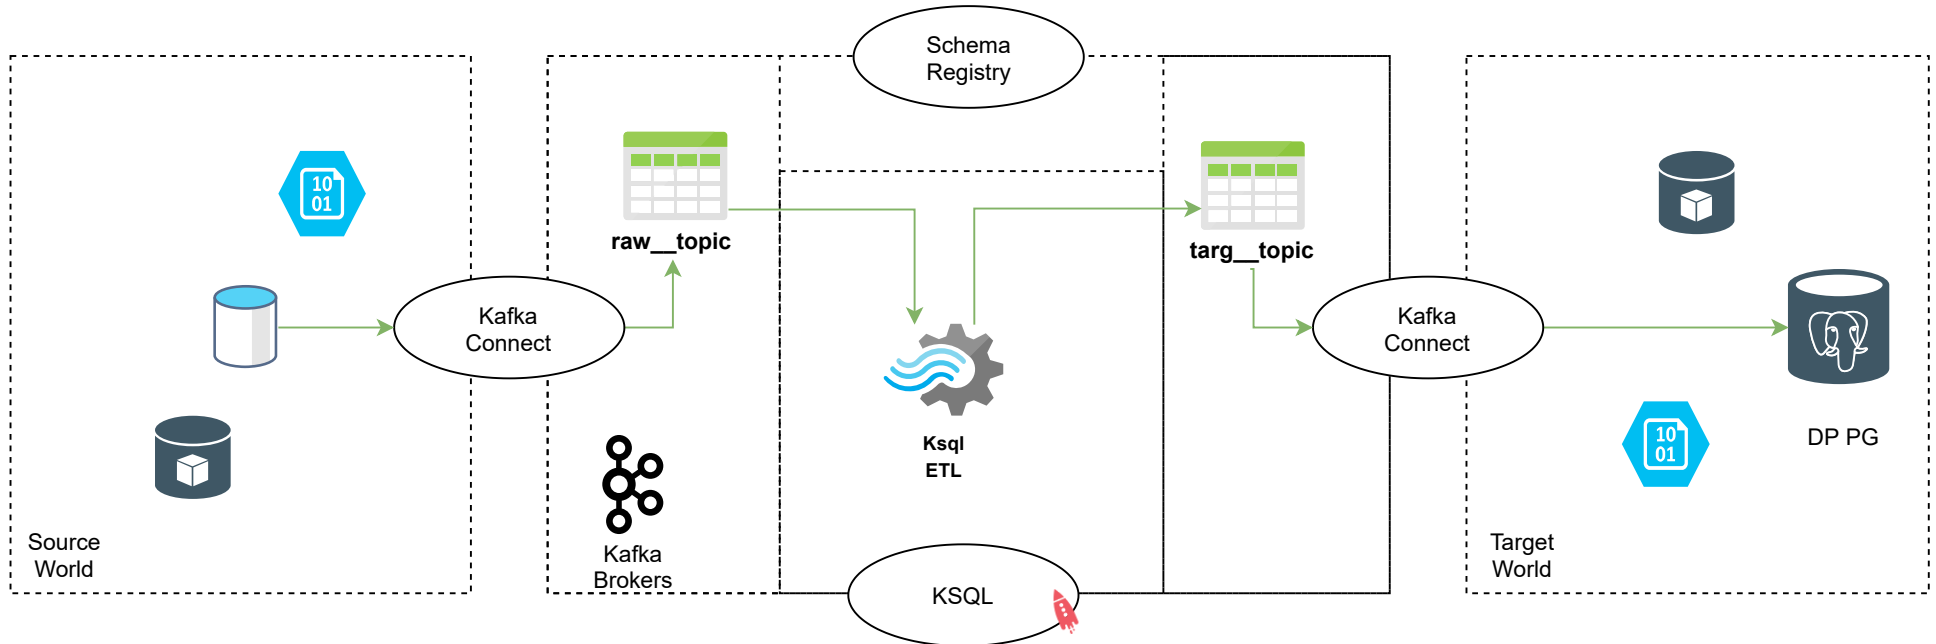 Schema
Registry
10
01
raw__topic
targ__topic
Kafka
Connect
Kafka
Connect
Ksql
ETL
10
01
DP PG
Source
World
Kafka
Brokers
KSQL
Target
World